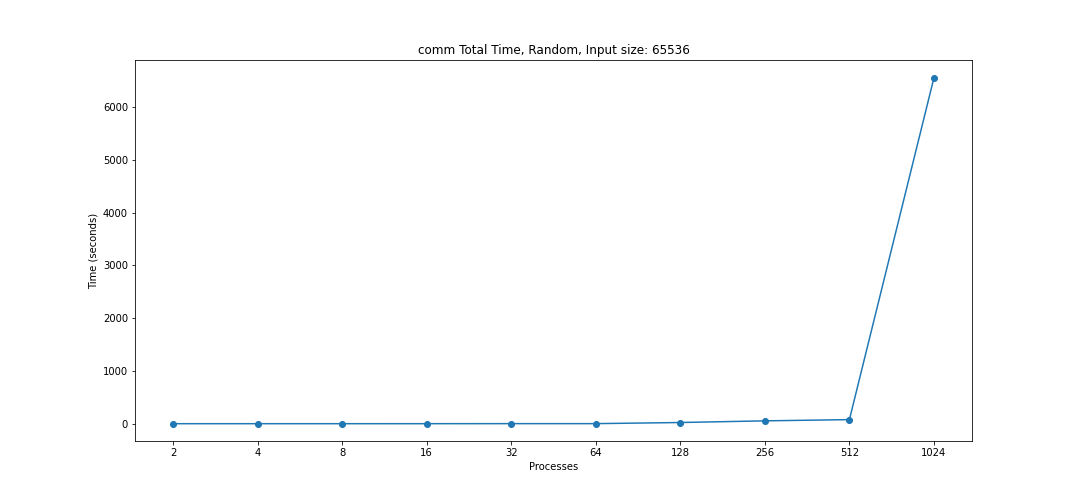 comm Total Time, Random, Input size: 65536
Time (seconds)
6000
5000
4000
3000
2000
1000
0
2 4 8 16 32 64 128 256 512 1024
Processes